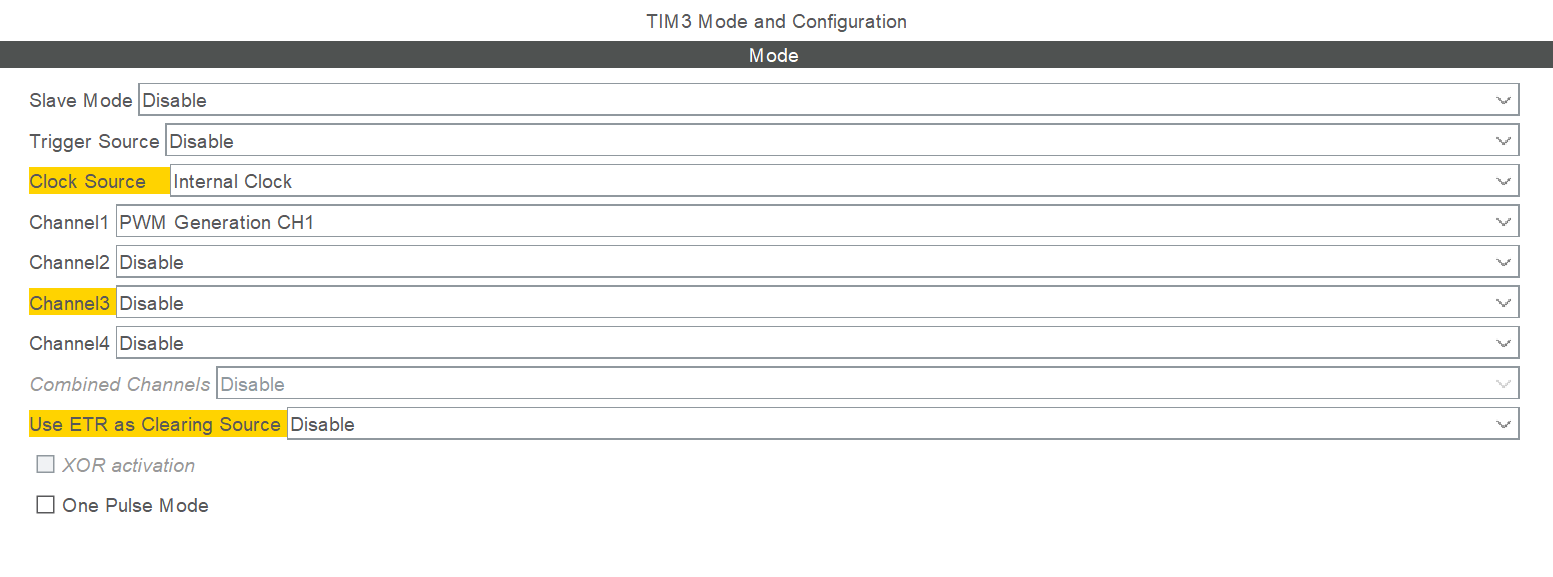 TIM3 Mode and Configuration
Mode
Slave Mode Disable
Trigger Source Disable
Clock Source Internal Clock
Channel1 PWM Generation CH1
Channel2 Disable
Channel3 Disable
Channel4 Disable
Combined Channels Disable
Use ETR as Clearing Source Disable
XOR activation
One Pulse Mode